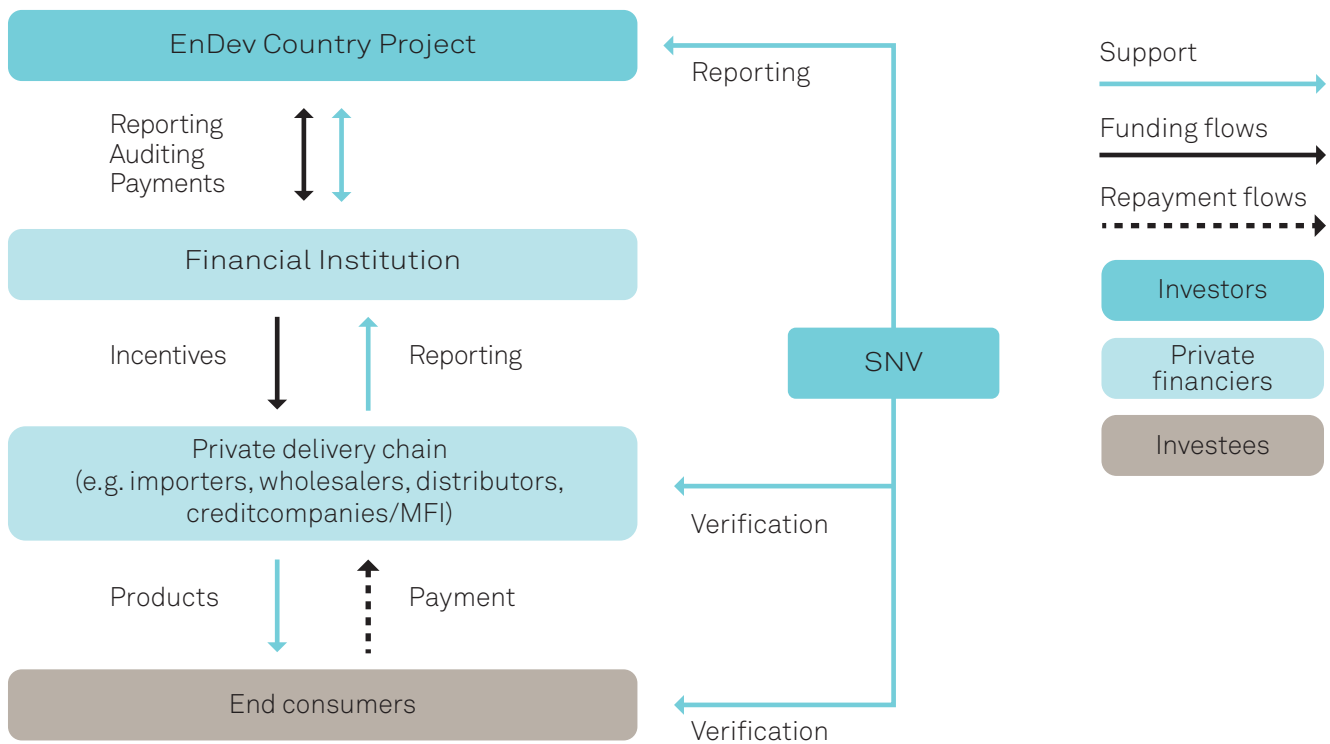 EnDev Country Project
Reporting
Auditing
Payments
Financial Institution
Incentives
Reporting
Private delivery chain
(e.g. importers, wholesalers, distributors,
creditcompanies/MFI)
Products
Payment
End consumers
Reporting
SNV
Verification
Verification
Support
Funding flows
Repayment flows
Investors
Private
financiers
Investees